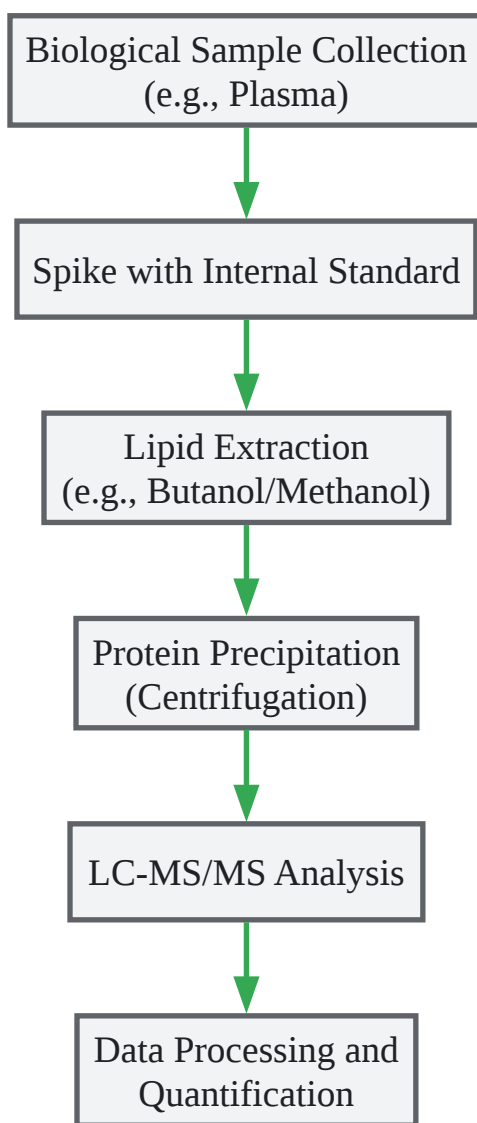 Biological Sample Collection
(e.g., Plasma)
Spike with Internal Standard
Lipid Extraction
(e.g., Butanol/Methanol)
Protein Precipitation
(Centrifugation)
LC-MS/MS Analysis
Data Processing and
Quantification